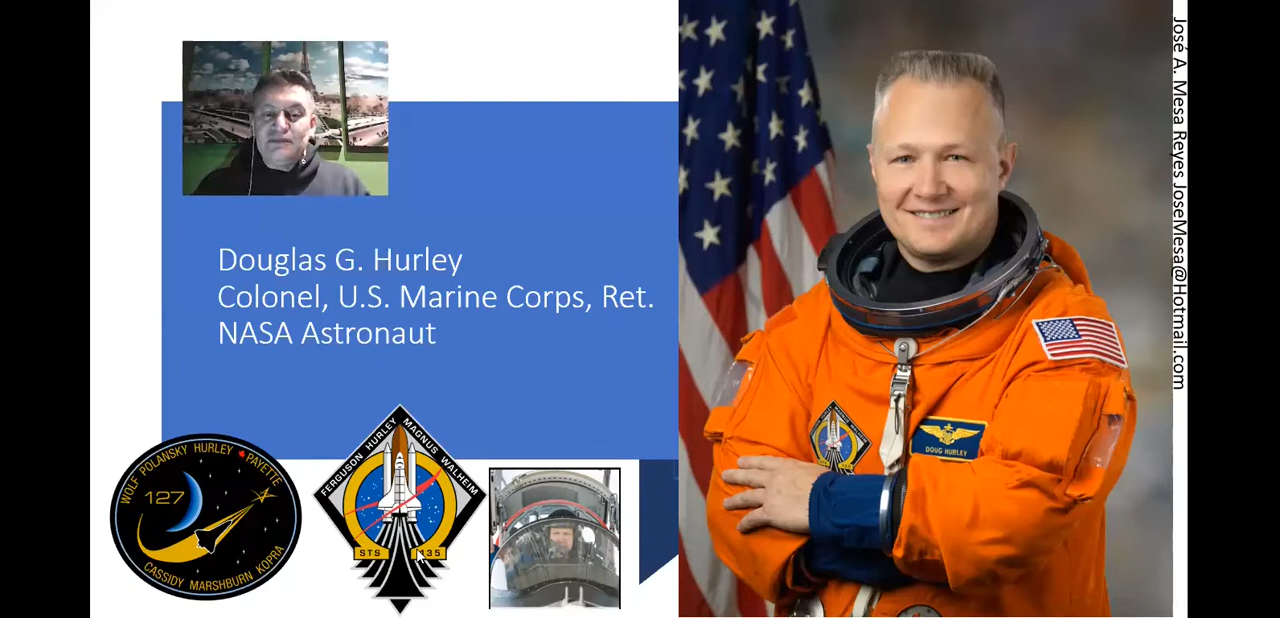 Douglas G. Hurley
Colonel, U.S. Marine Corps, Ret.
NASA Astronaut
WOLF POLANSKY HURLEY PAYETTE
127
CASSIDY MARSHBURN KOPRA
FERGUSON HURLEY MAGNUS WALHEIM
STS 135
DOUG HURLEY
José A. Mesa Reyes JoseMesa@Hotmail.com